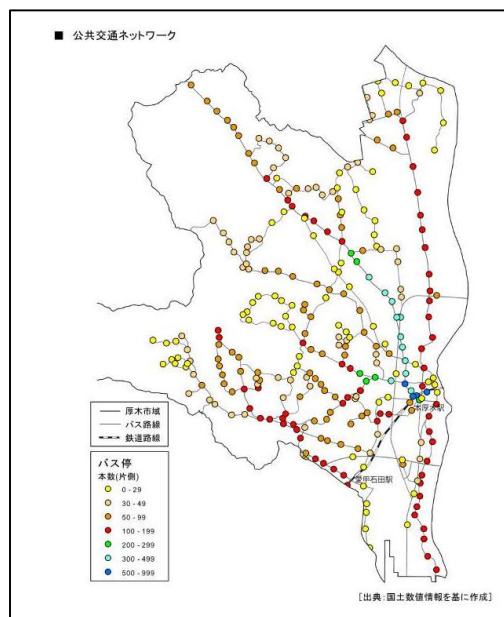 ■ 公共交通ネットワーク
本厚木駅
愛甲石田駅
厚木市域
バス路線
鉄道路線
バス停
本数(片側)
0 - 29
30 - 49
50 - 99
100 - 199
200 - 299
300 - 499
500 - 999
[出典:国土数値情報を基に作成]